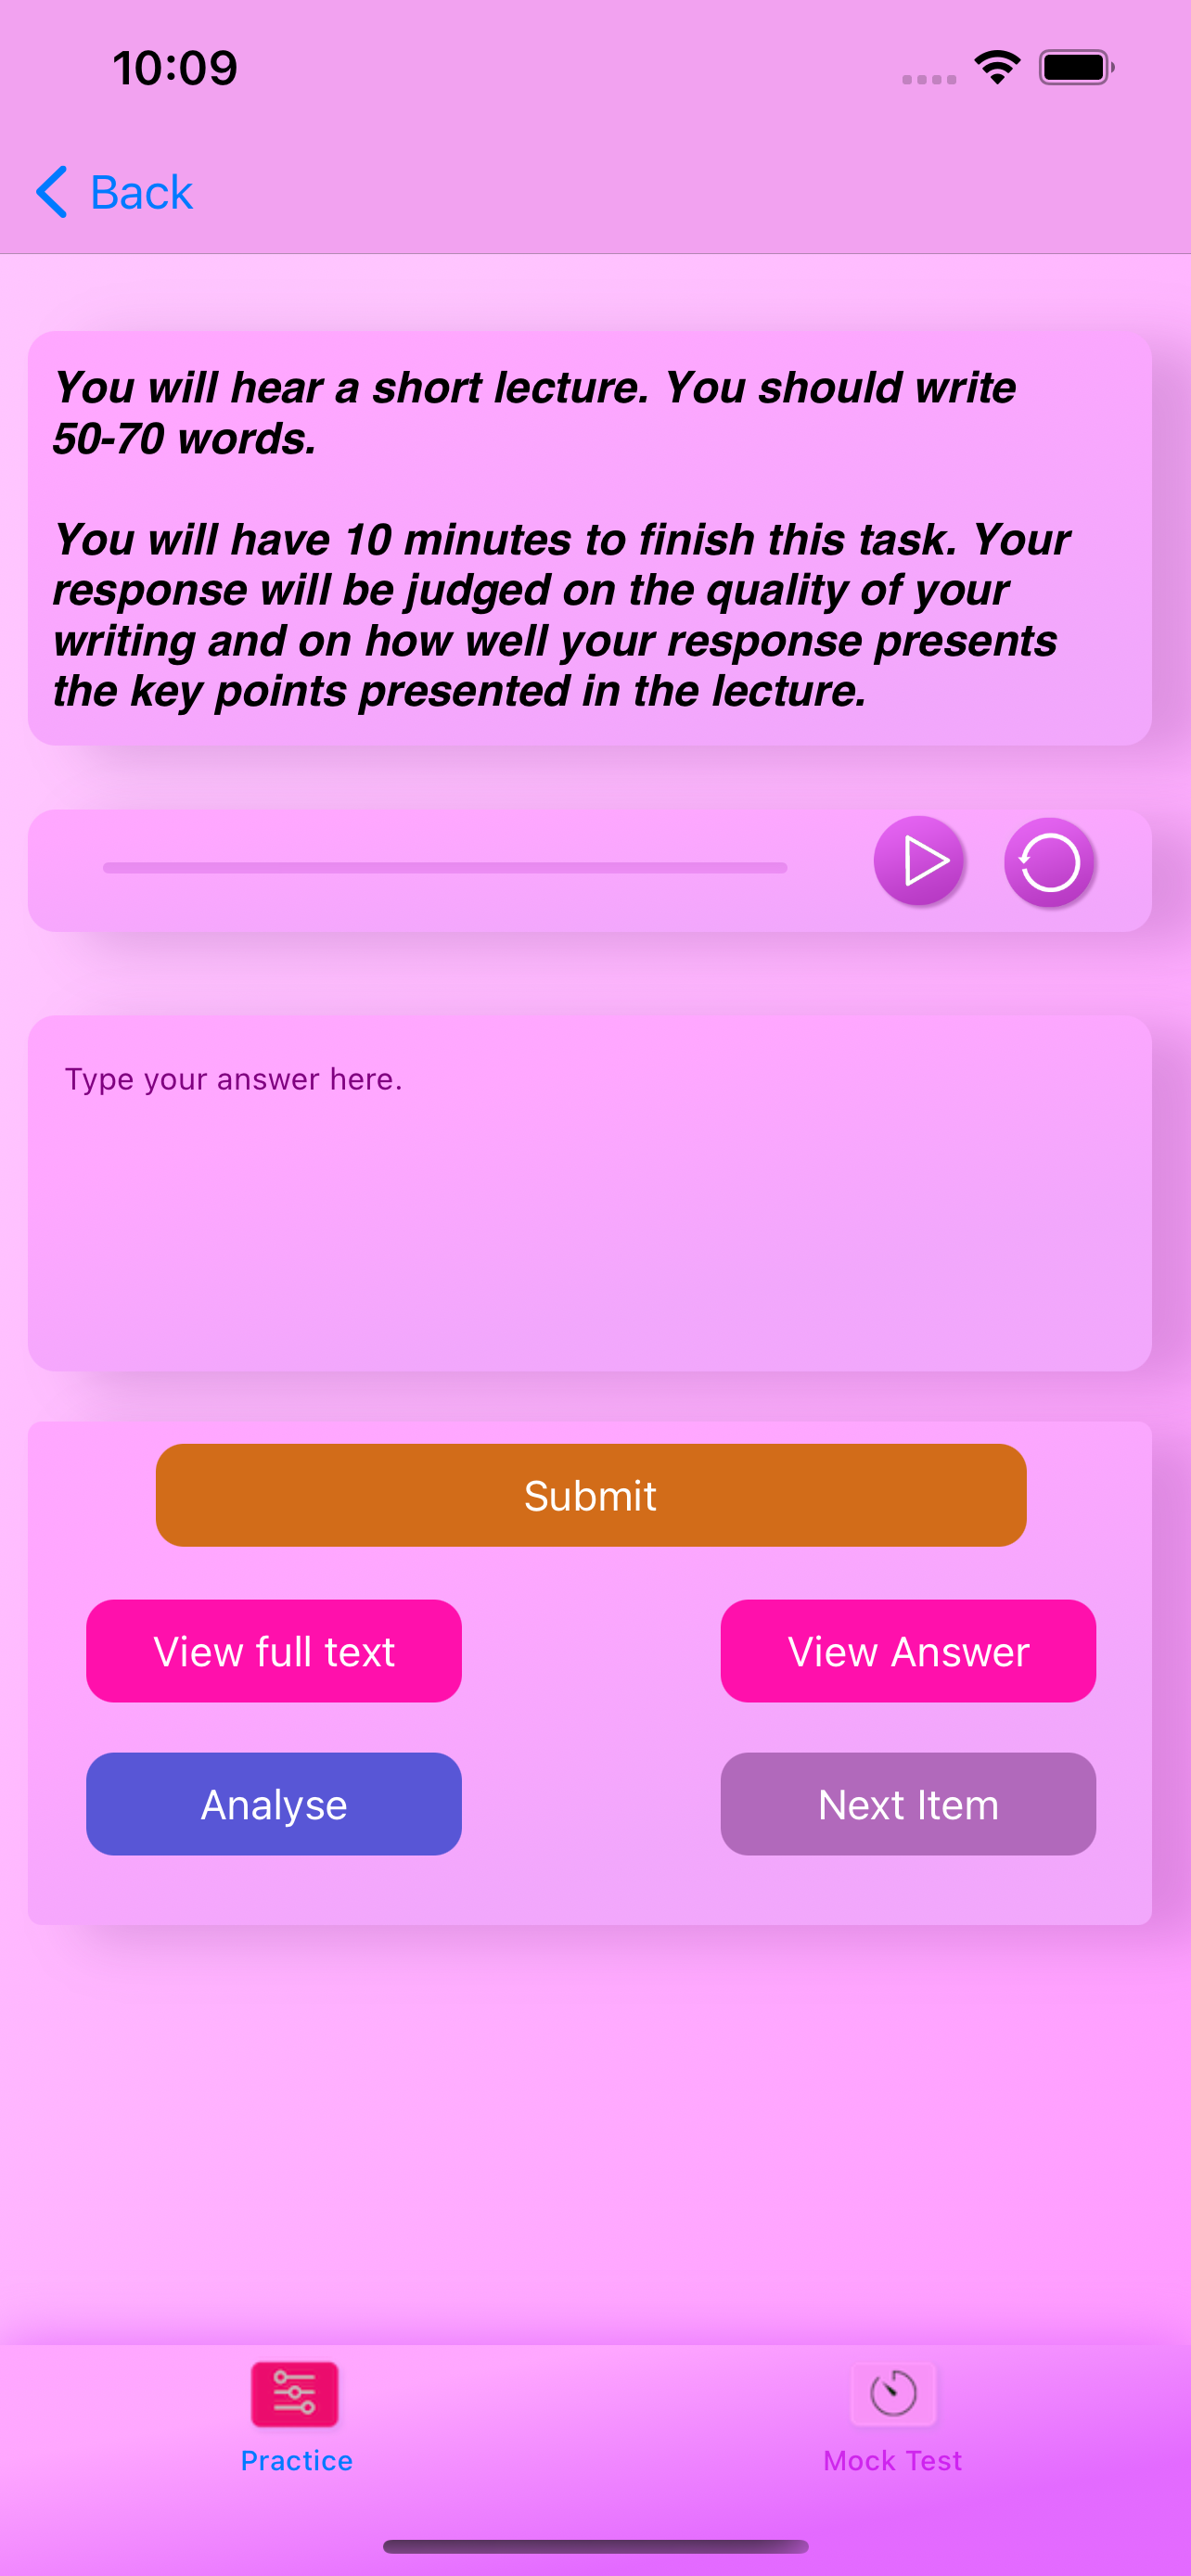 10:09
Back
You will hear a short lecture. You should write
50-70 words.
You will have 10 minutes to finish this task. Your
response will be judged on the quality of your
writing and on how well your response presents
the key points presented in the lecture.
Type your answer here.
Submit
View full text
View Answer
Analyse
Next Item
Practice
Mock Test